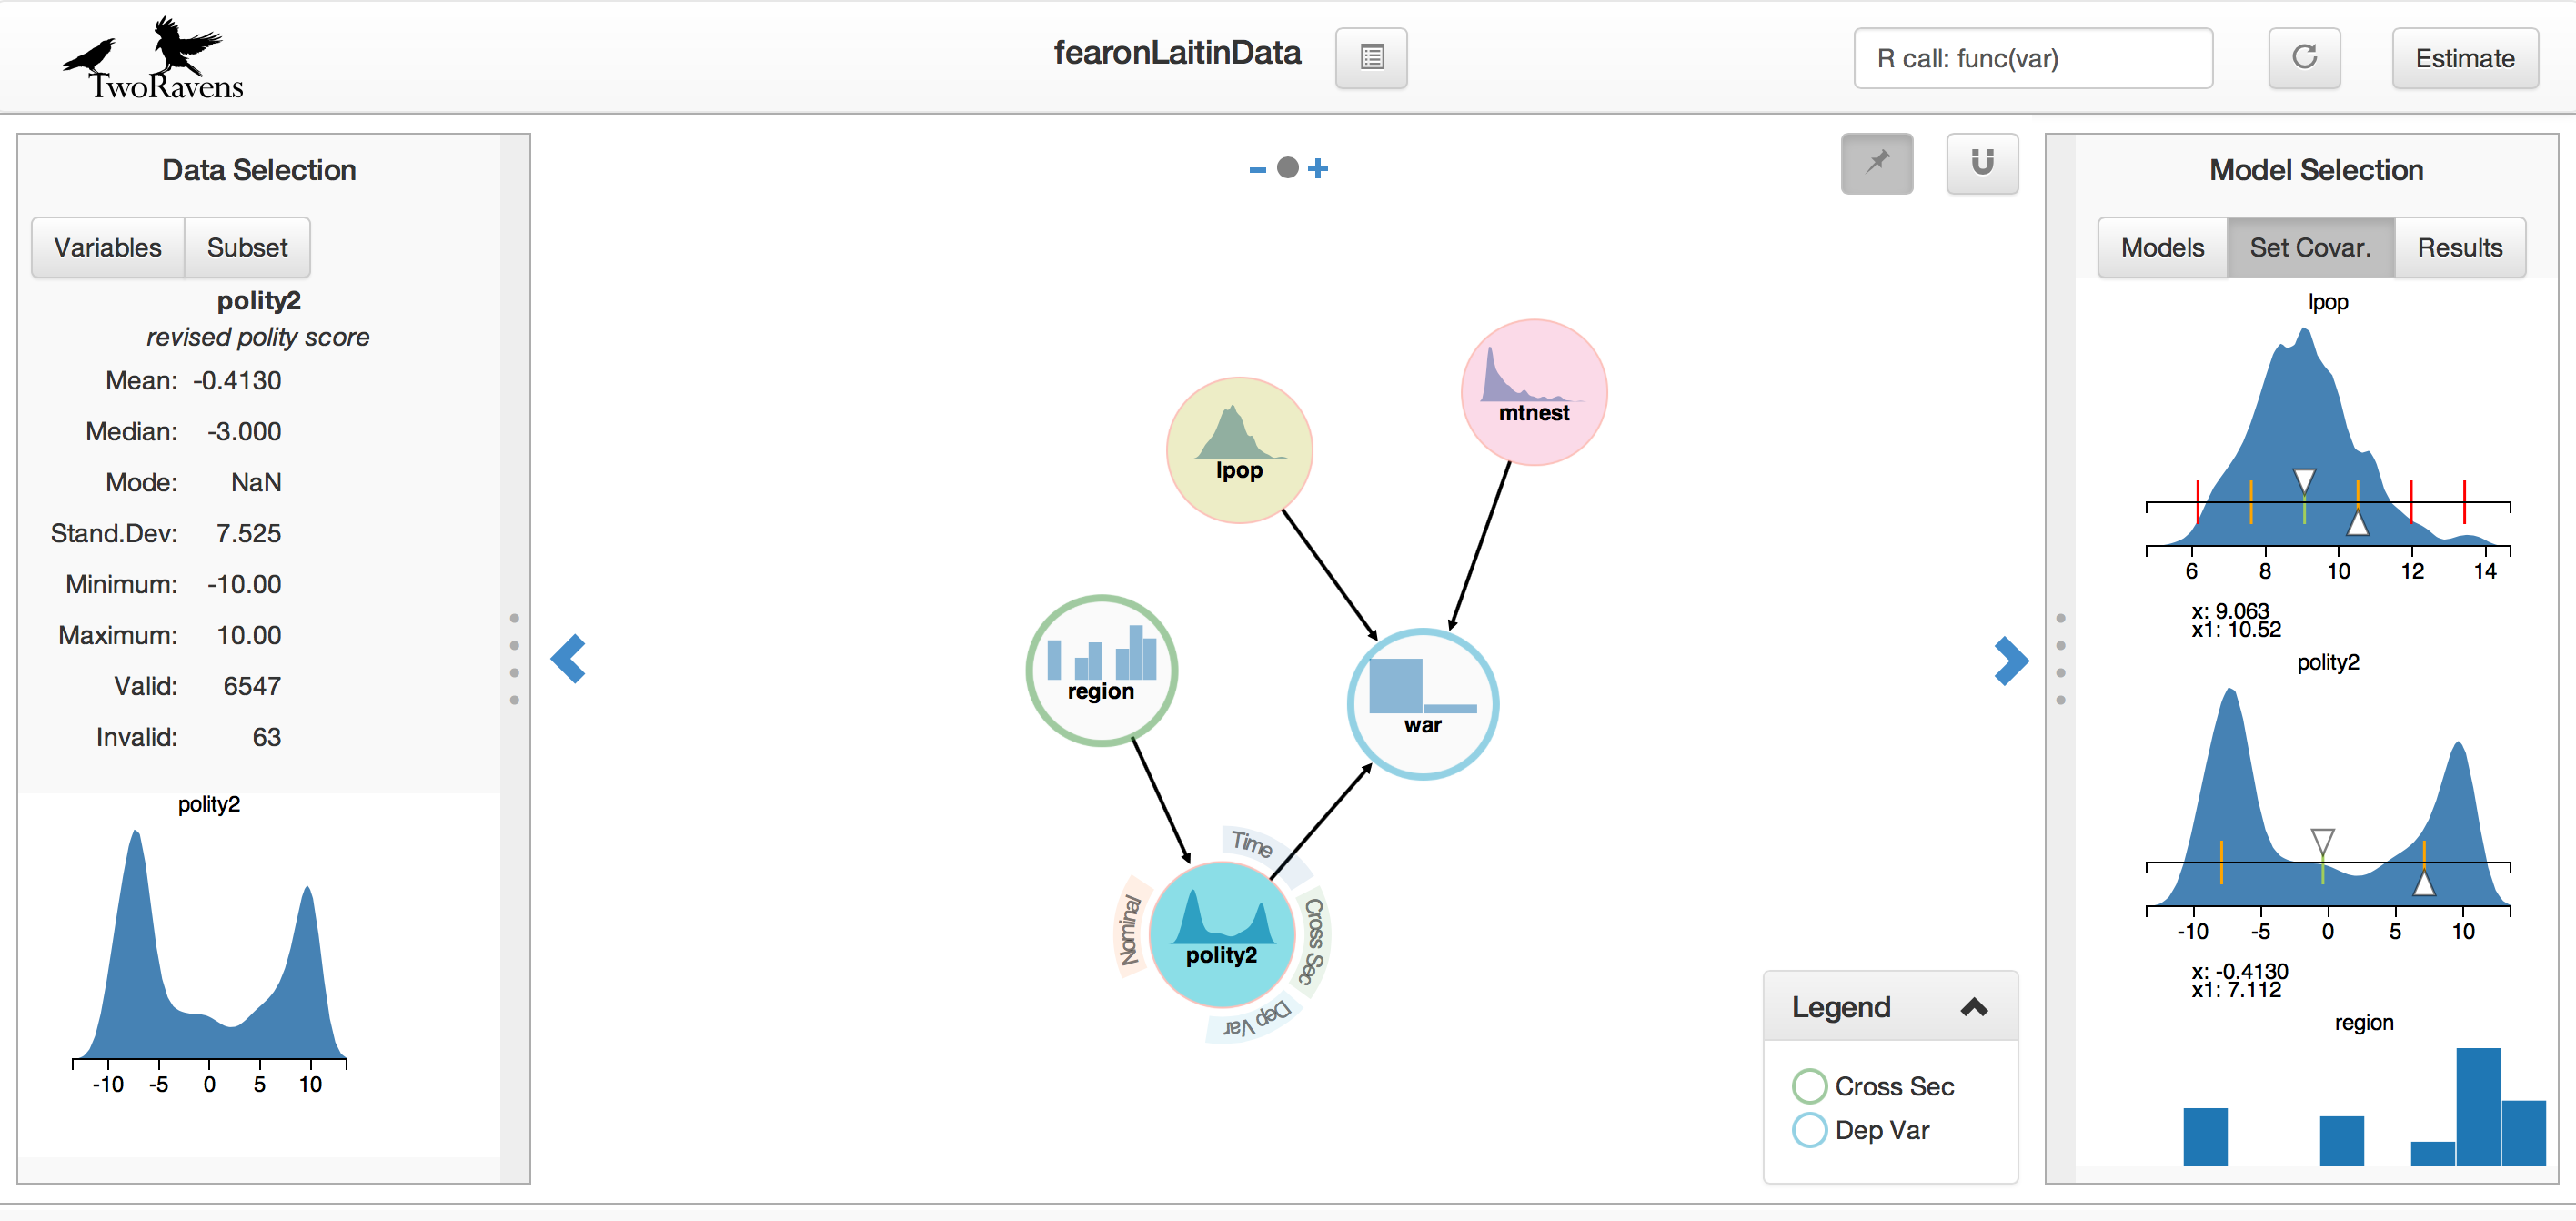 TwoRavens
fearonLaitinData
R call: func(var)
Estimate
Data Selection
Variables Subset
polity2
revised polity score
Mean: -0.4130
Median: -3.000
Mode: NaN
Stand.Dev: 7.525
Minimum: -10.00
Maximum: 10.00
Valid: 6547
Invalid: 63
polity2
-10 -5 0 5 10
mtnest
lpop
region
war
Time
Nominal
Cross Sec
polity2
Dep Var
Legend
Cross Sec
Dep Var
Model Selection
Models Set Covar. Results
lpop
6 8 10 12 14
x: 9.063
x1: 10.52
polity2
-10 -5 0 5 10
x: -0.4130
x1: 7.112
region